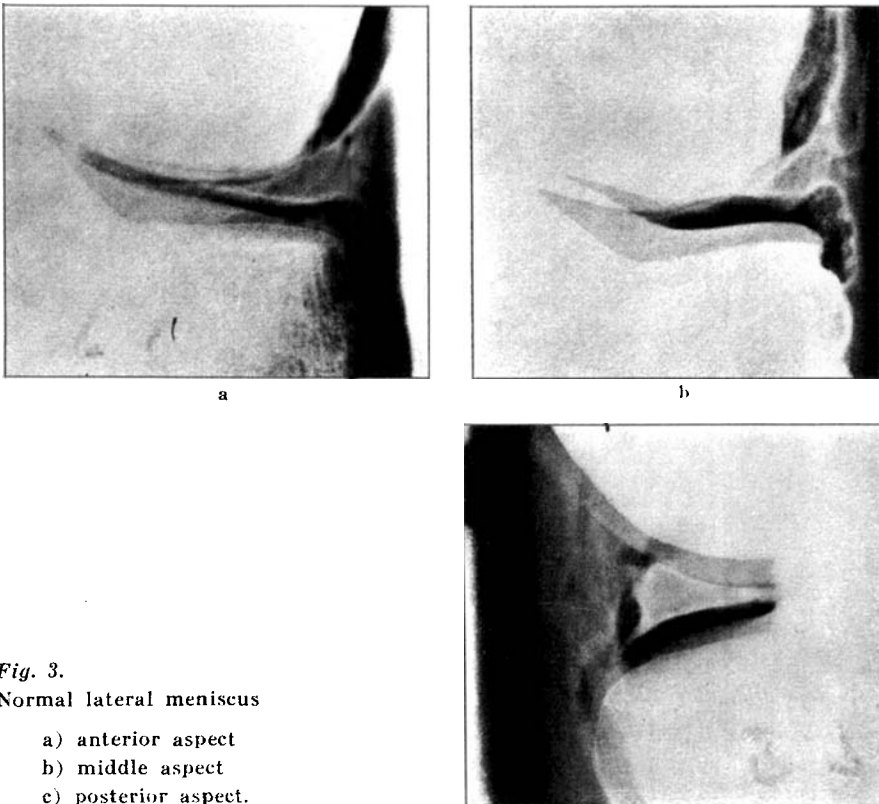 a
b
Fig. 3.
Normal lateral meniscus
a) anterior aspect
b) middle aspect
c) posterior aspect.